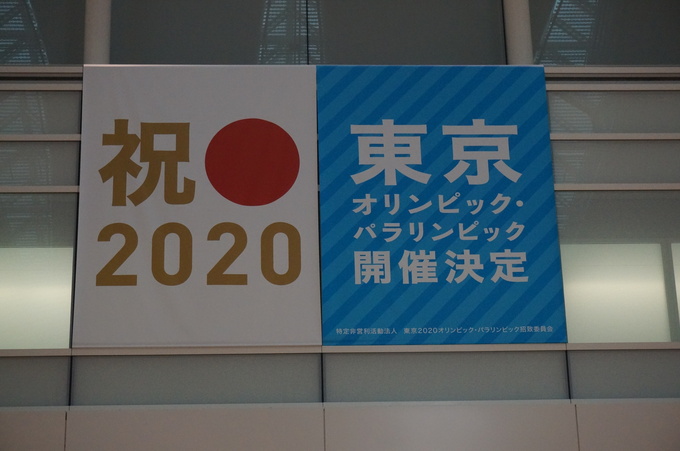 祝
2020
東京
オリンピック・
パラリンピック
開催決定
特定非営利活動法人 東京2020オリンピック・パラリンピック招致委員会